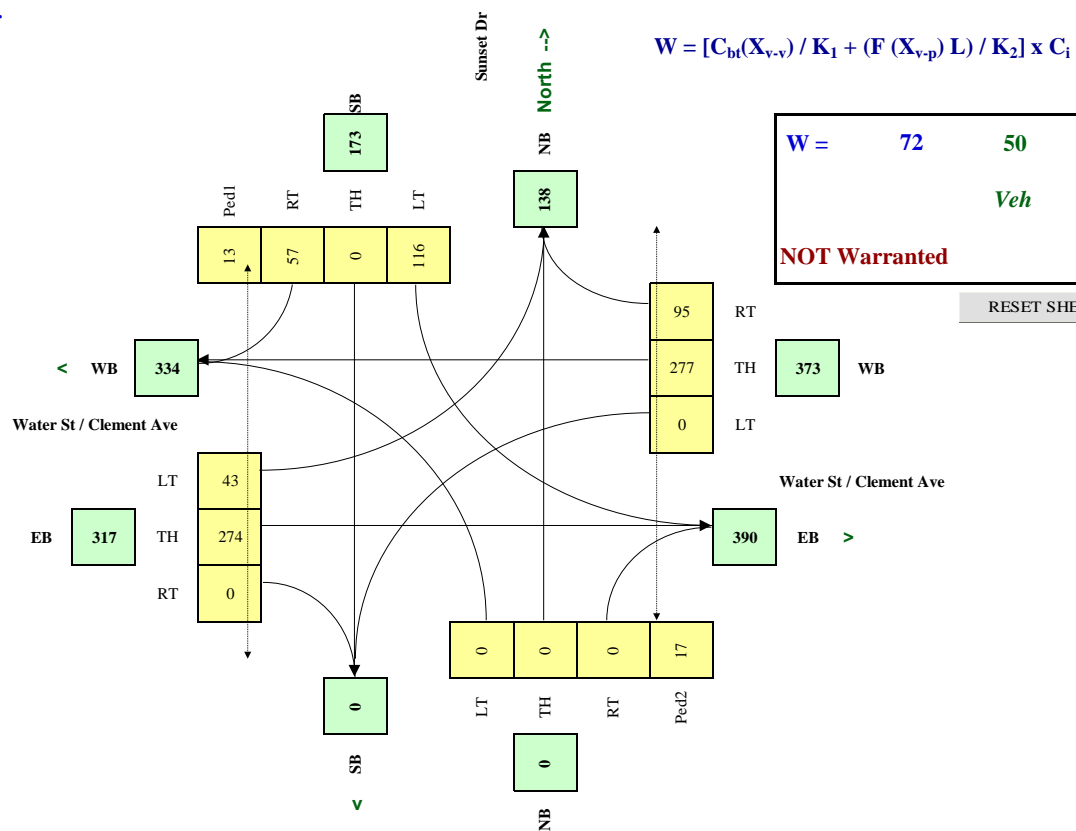 Sunset Dr
North -->
W = [Cbt(Xv-v) / K1 + (F (Xv-p) L) / K2] x Ci
SB
173
NB
138
W = 72 50
Veh
NOT Warranted
RESET SHE
Ped1 RT TH LT
13 57 0 116
95 RT
277 TH 373 WB
0 LT
< WB 334
Water St / Clement Ave
LT 43
EB 317 TH 274
RT 0
Water St / Clement Ave
390 EB >
0 0 0 17
LT TH RT Ped2
0
SB
v
0
NB